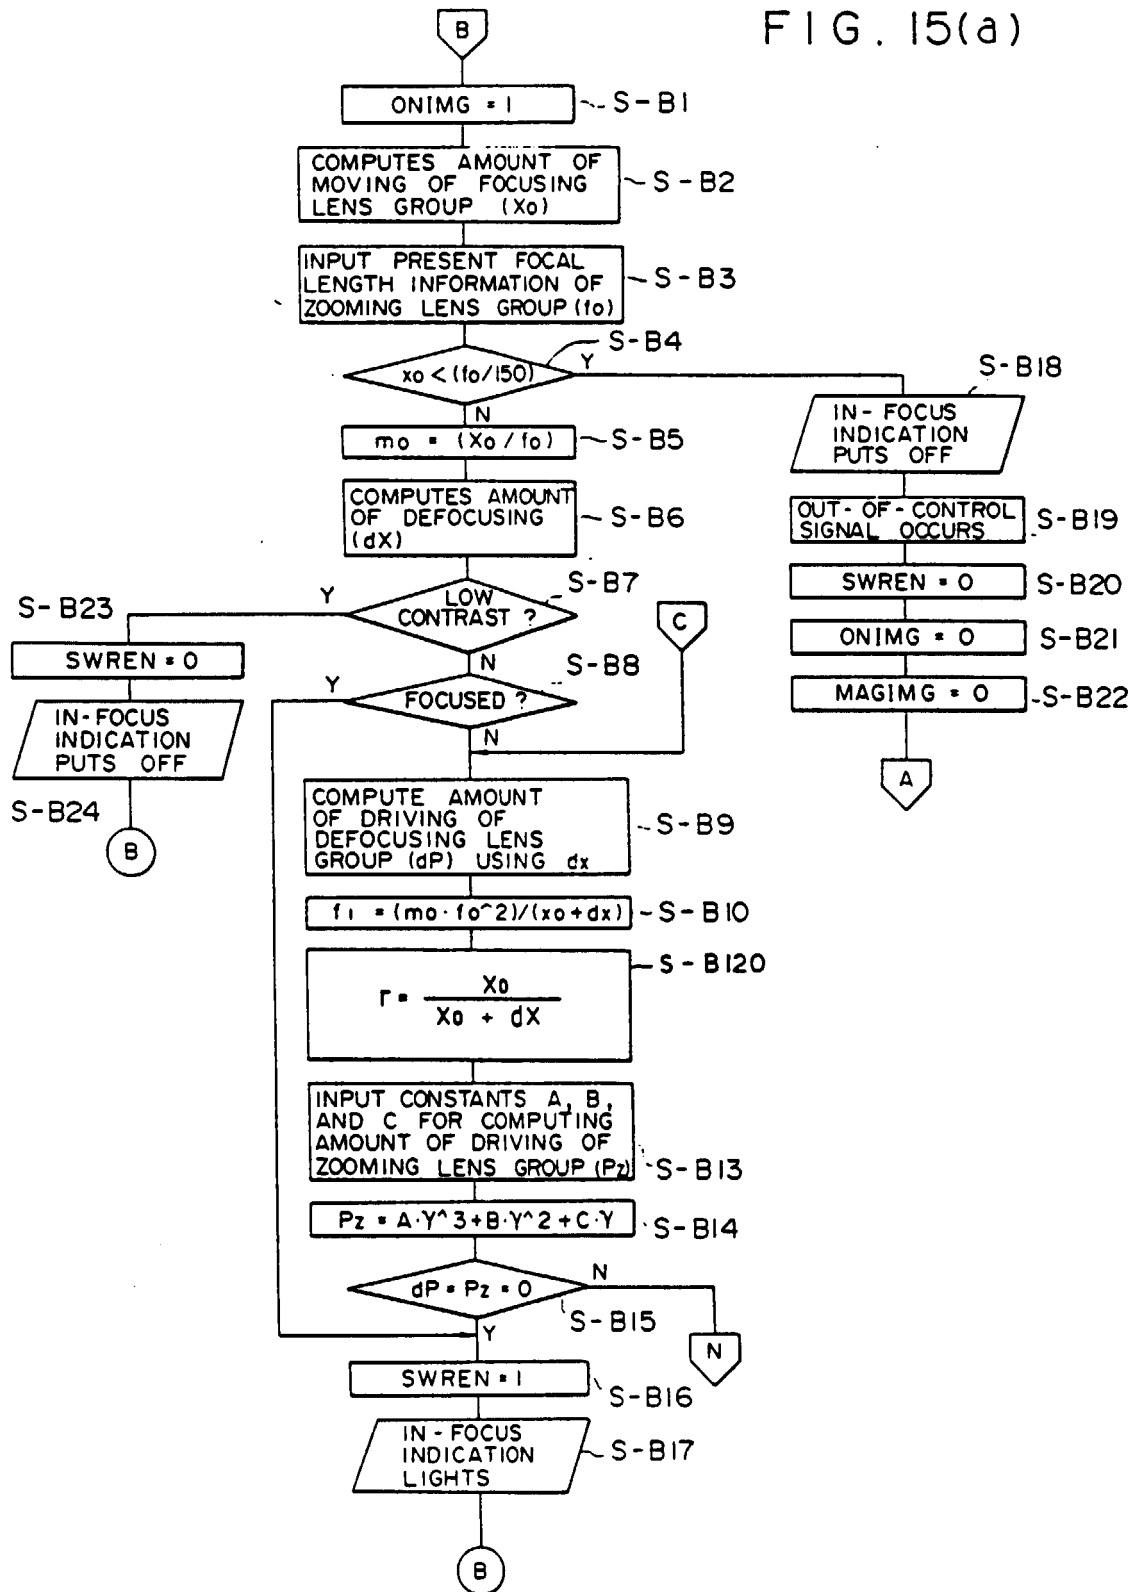 FIG. 15(a)
B
ONIMG = 1
S-B1
COMPUTES AMOUNT OF
MOVING OF FOCUSING
LENS GROUP (Xo)
S-B2
INPUT PRESENT FOCAL
LENGTH INFORMATION OF
ZOOMING LENS GROUP (fo)
S-B3
S-B4
xo < (fo/150)
Y
N
mo = (Xo/fo)
S-B5
COMPUTES AMOUNT
OF DEFOCUSING
(dX)
S-B6
S-B7
LOW
CONTRAST ?
Y
N
S-B23
SWREN = 0
IN-FOCUS
INDICATION
PUTS OFF
S-B24
B
S-B8
FOCUSED ?
Y
N
C
S-B18
IN-FOCUS
INDICATION
PUTS OFF
OUT-OF-CONTROL
SIGNAL OCCURS
S-B19
SWREN = 0
S-B20
ONIMG = 0
S-B21
MAGIMG = 0
S-B22
A
COMPUTE AMOUNT
OF DRIVING OF
DEFOCUSING LENS
GROUP (dP) USING dx
S-B9
f1 = (mo·fo^2)/(xo+dx)
S-B10
S-B120
r = Xo / Xo + dX
INPUT CONSTANTS A, B,
AND C FOR COMPUTING
AMOUNT OF DRIVING OF
ZOOMING LENS GROUP (Pz)
S-B13
Pz = A·Y^3+B·Y^2+C·Y
S-B14
dP = Pz = 0
N
S-B15
Y
N
SWREN = 1
S-B16
IN-FOCUS
INDICATION
LIGHTS
S-B17
B